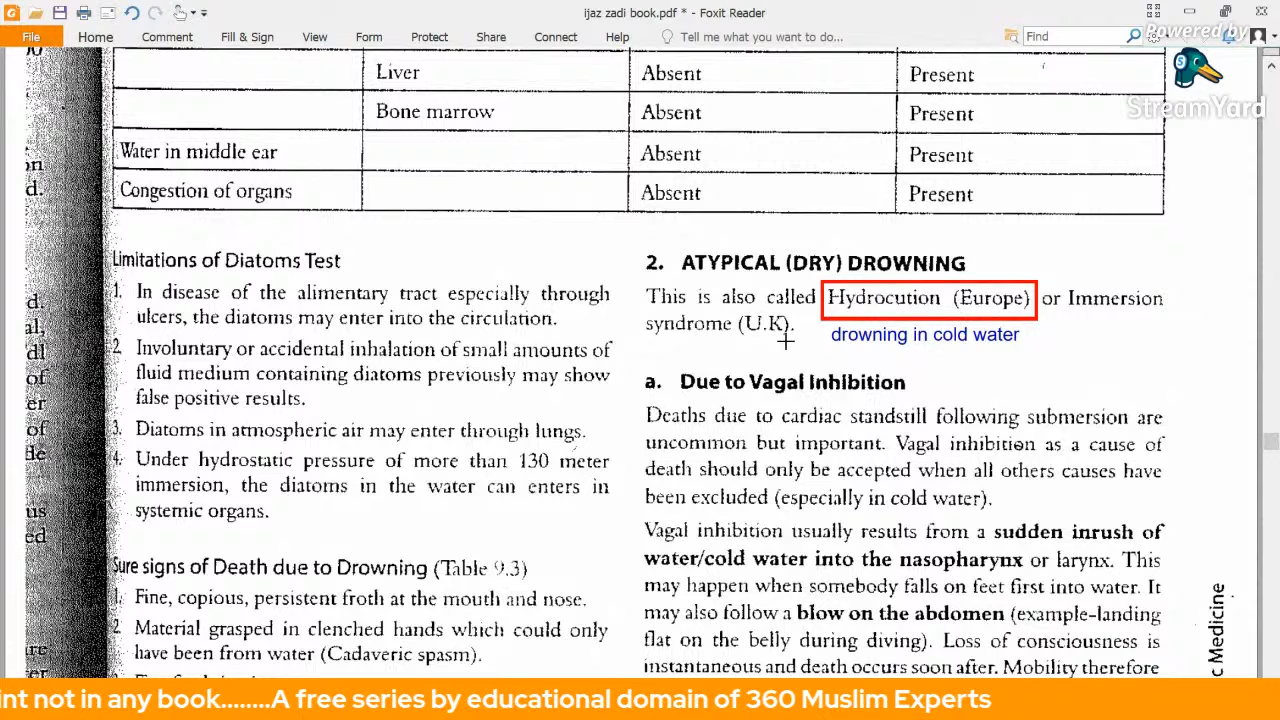 ijaz zadi book.pdf * - Foxit Reader
File Home Comment Fill & Sign View Form Protect Share Connect Help Tell me what you want to do... Find
Powered by
StreamYard
Liver Absent Present
Bone marrow Absent Present
Water in middle ear Absent Present
Congestion of organs Absent Present
Limitations of Diatoms Test
1. In disease of the alimentary tract especially through
ulcers, the diatoms may enter into the circulation.
2. Involuntary or accidental inhalation of small amounts of
fluid medium containing diatoms previously may show
false positive results.
3. Diatoms in atmospheric air may enter through lungs.
4. Under hydrostatic pressure of more than 130 meter
immersion, the diatoms in the water can enters in
systemic organs.
Sure signs of Death due to Drowning (Table 9.3)
1. Fine, copious, persistent froth at the mouth and nose.
2. Material grasped in clenched hands which could only
have been from water (Cadaveric spasm).
2. ATYPICAL (DRY) DROWNING
This is also called Hydrocution (Europe) or Immersion
syndrome (U.K).
drowning in cold water
a. Due to Vagal Inhibition
Deaths due to cardiac standstill following submersion are
uncommon but important. Vagal inhibition as a cause of
death should only be accepted when all others causes have
been excluded (especially in cold water).
Vagal inhibition usually results from a sudden inrush of
water/cold water into the nasopharynx or larynx. This
may happen when somebody falls on feet first into water. It
may also follow a blow on the abdomen (example-landing
flat on the belly during diving). Loss of consciousness is
instantaneous and death occurs soon after. Mobility therefore
c Medicine
int not in any book........A free series by educational domain of 360 Muslim Experts